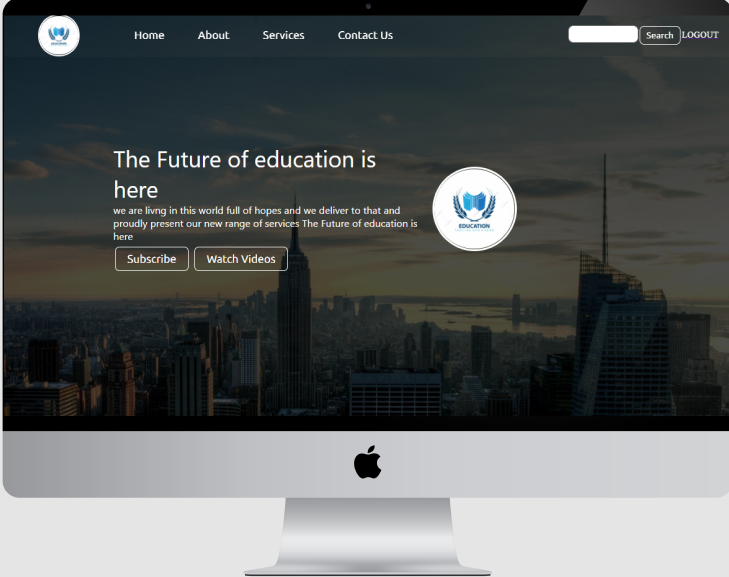 Home About Services Contact Us Search LOGOUT
The Future of education is
here
we are livng in this world full of hopes and we deliver to that and
proudly present our new range of services The Future of education is
here
Subscribe Watch Videos
EDUCATION